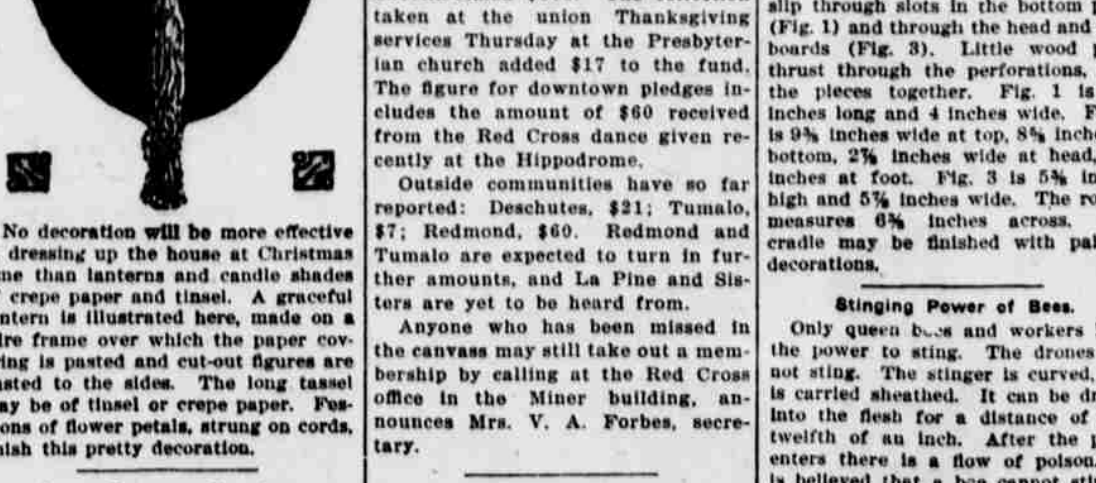 No decoration will be more effective
dressing up the house at Christmas
me than lanterns and candle shades
crepe paper and tinsel. A graceful
ntern is illustrated here, made on a
ire frame over which the paper cov-
ring is pasted and cut-out figures are
asted to the sides. The long tassel
ay be of tinsel or crepe paper. Fes-
ons of flower petals, strung on cords,
nish this pretty decoration.
taken at the union Thanksgiving
services Thursday at the Presbyter-
ian church added $17 to the fund.
The figure for downtown pledges in-
cludes the amount of $60 received
from the Red Cross dance given re-
cently at the Hippodrome.
Outside communities have so far
reported: Deschutes, $21; Tumalo,
$7; Redmond, $60. Redmond and
Tumalo are expected to turn in fur-
ther amounts, and La Pine and Sis-
ters are yet to be heard from.
Anyone who has been missed in
the canvass may still take out a mem-
bership by calling at the Red Cross
office in the Miner building, an-
nounces Mrs. V. A. Forbes, secre-
tary.
slip through slots in the bottom
(Fig. 1) and through the head and
boards (Fig. 3). Little wood
thrust through the perforations,
the pieces together. Fig. 1 is
inches long and 4 inches wide. F
is 9¾ inches wide at top, 8¾ inche
bottom, 2⅞ inches wide at head,
inches at foot. Fig. 3 is 5¾ in
high and 5⅞ inches wide. The ro
measures 6¾ inches across.
cradle may be finished with pai
decorations.
Stinging Power of Bees.
Only queen bees and workers
the power to sting. The drones
not sting. The stinger is curved,
is carried sheathed. It can be dr
into the flesh for a distance of
twelfth of an inch. After the p
enters there is a flow of poison.
is believed that a bee cannot sti